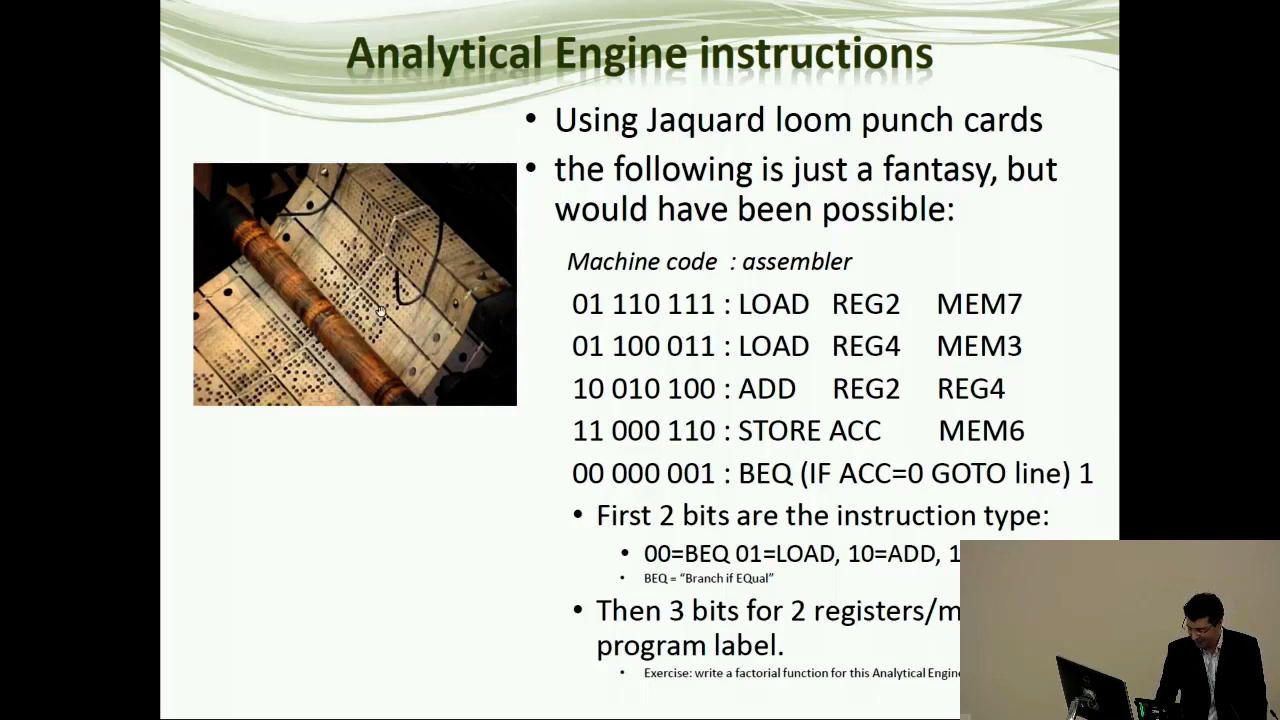 Analytical Engine instructions
• Using Jaquard loom punch cards
• the following is just a fantasy, but
would have been possible:
Machine code : assembler
01 110 111 : LOAD REG2 MEM7
01 100 011 : LOAD REG4 MEM3
10 010 100 : ADD REG2 REG4
11 000 110 : STORE ACC MEM6
00 000 001 : BEQ (IF ACC=0 GOTO line) 1
• First 2 bits are the instruction type:
• 00=BEQ 01=LOAD, 10=ADD, 1
• BEQ = “Branch if EQual”
• Then 3 bits for 2 registers/m
program label.
• Exercise: write a factorial function for this Analytical Engine